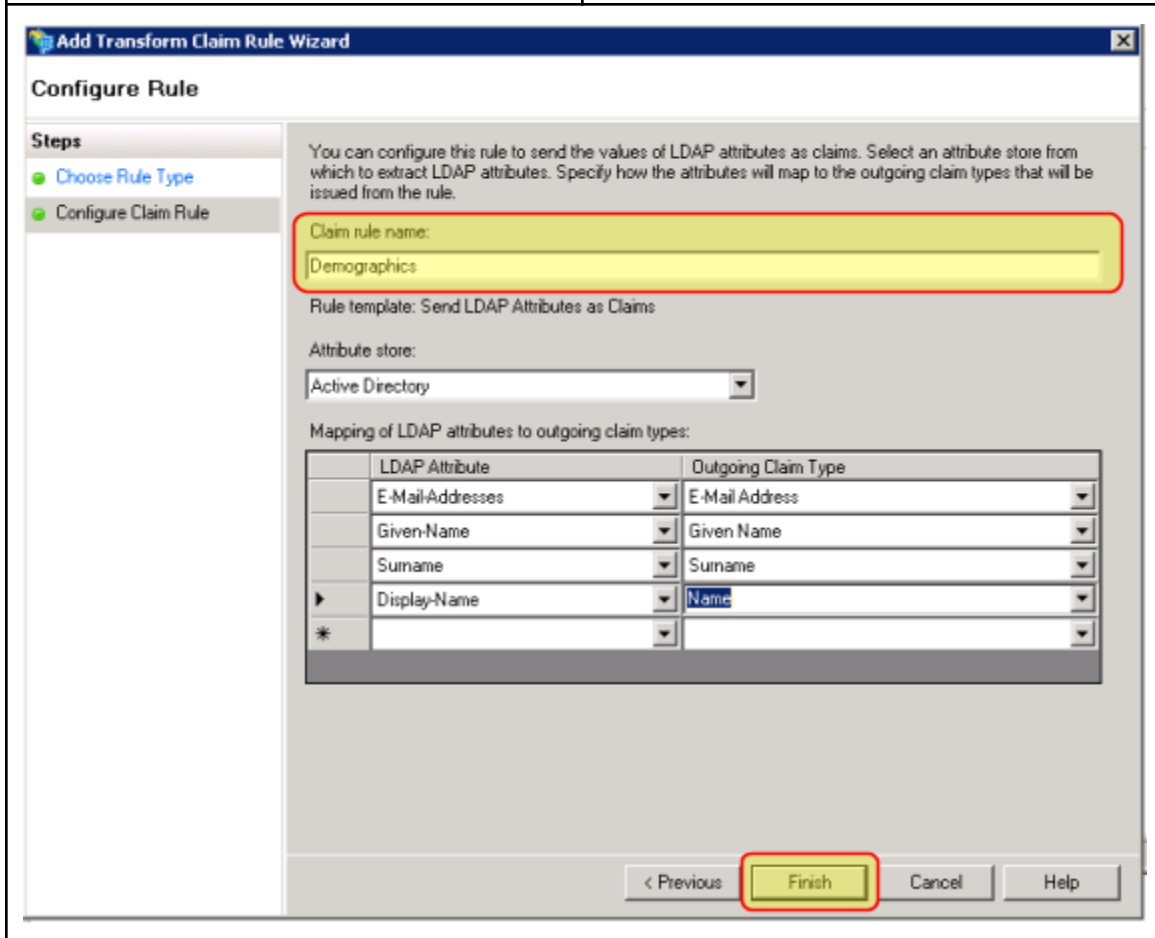 Add Transform Claim Rule Wizard
Configure Rule
Steps
Choose Rule Type
Configure Claim Rule
You can configure this rule to send the values of LDAP attributes as claims. Select an attribute store from
which to extract LDAP attributes. Specify how the attributes will map to the outgoing claim types that will be
issued from the rule.
Claim rule name:
Demographics
Rule template: Send LDAP Attributes as Claims
Attribute store:
Active Directory
Mapping of LDAP attributes to outgoing claim types:
LDAP Attribute Outgoing Claim Type
E-Mail-Addresses E-Mail Address
Given-Name Given Name
Surname Surname
Display-Name Name
< Previous Finish Cancel Help